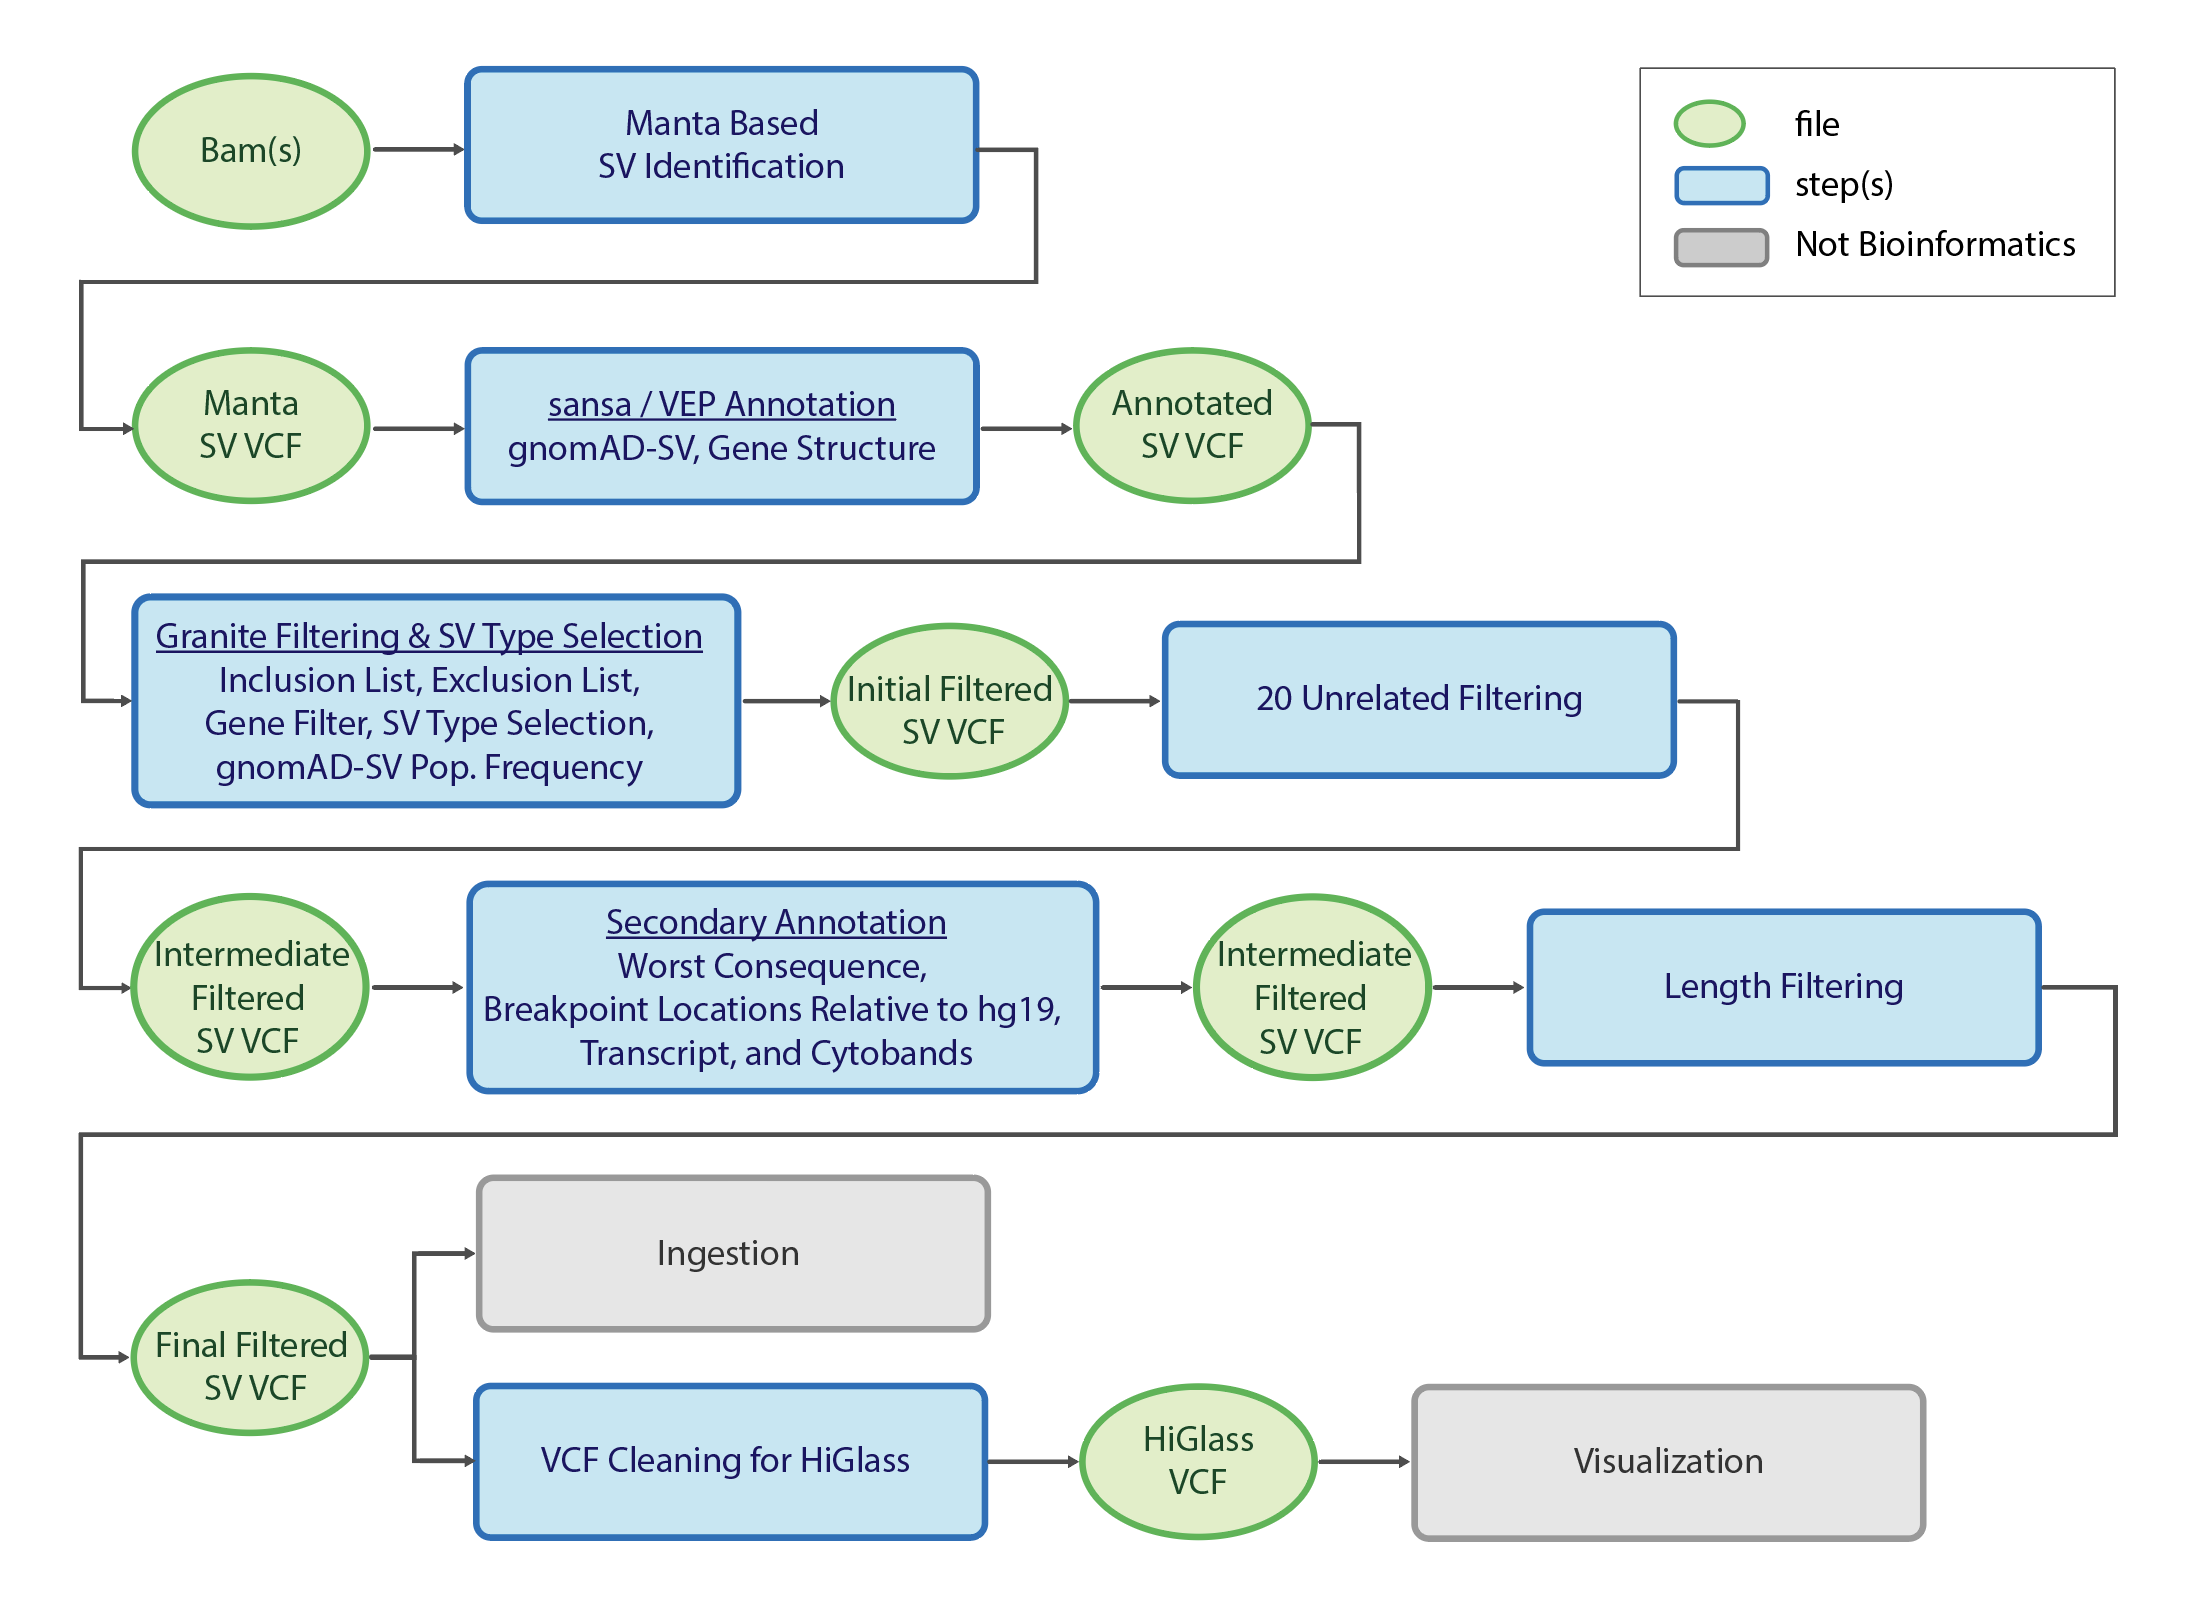 Bam(s)
Manta Based
SV Identification
file
step(s)
Not Bioinformatics
Manta
SV VCF
sansa / VEP Annotation
gnomAD-SV, Gene Structure
Annotated
SV VCF
Granite Filtering & SV Type Selection
Inclusion List, Exclusion List,
Gene Filter, SV Type Selection,
gnomAD-SV Pop. Frequency
Initial Filtered
SV VCF
20 Unrelated Filtering
Intermediate
Filtered
SV VCF
Secondary Annotation
Worst Consequence,
Breakpoint Locations Relative to hg19,
Transcript, and Cytobands
Intermediate
Filtered
SV VCF
Length Filtering
Final Filtered
SV VCF
Ingestion
VCF Cleaning for HiGlass
HiGlass
VCF
Visualization